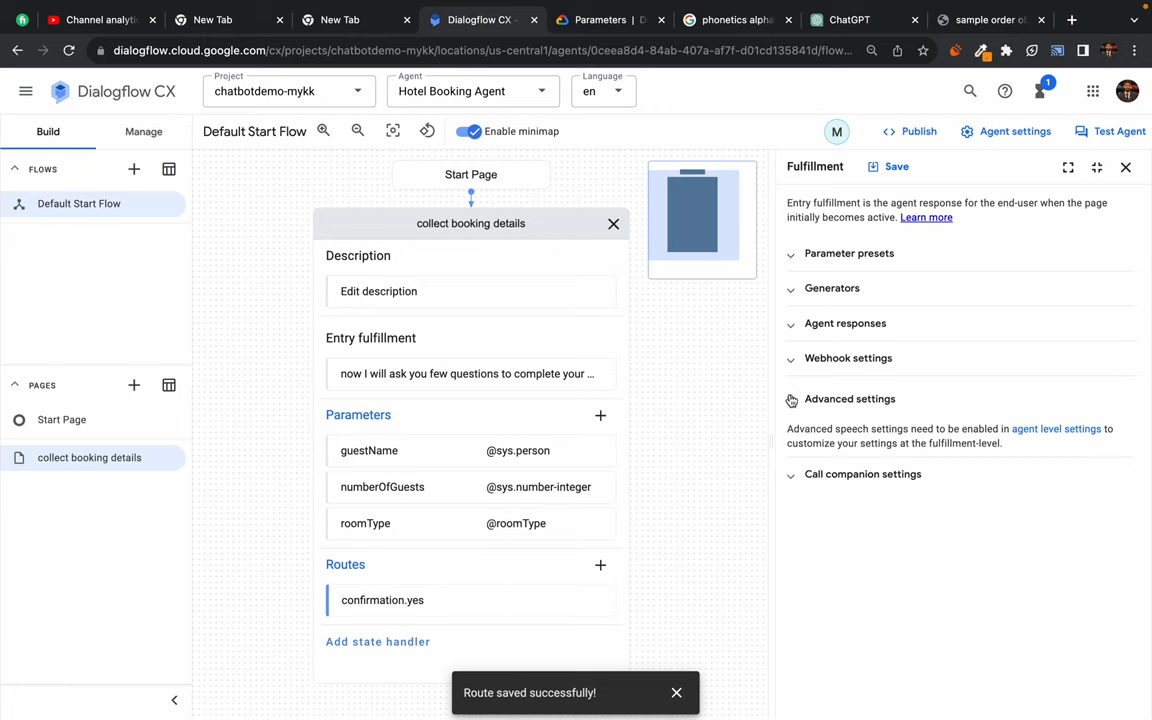 Channel analytic
New Tab
New Tab
Dialogflow CX -
Parameters | D
phonetics alpha
ChatGPT
sample order ob
dialogflow.cloud.google.com/cx/projects/chatbotdemo-mykk/locations/us-central1/agents/0ceea8d4-84ab-407a-af7f-d01cd135841d/flow...
Dialogflow CX
Project
chatbotdemo-mykk
Agent
Hotel Booking Agent
Language
en
1
Build
Manage
Default Start Flow
Enable minimap
M
Publish
Agent settings
Test Agent
FLOWS
Default Start Flow
PAGES
Start Page
collect booking details
Start Page
collect booking details
Description
Edit description
Entry fulfillment
now I will ask you few questions to complete your ...
Parameters
guestName @sys.person
numberOfGuests @sys.number-integer
roomType @roomType
Routes
confirmation.yes
Add state handler
Route saved successfully!
Fulfillment
Save
Entry fulfillment is the agent response for the end-user when the page
initially becomes active. Learn more
Parameter presets
Generators
Agent responses
Webhook settings
Advanced settings
Advanced speech settings need to be enabled in agent level settings to
customize your settings at the fulfillment-level.
Call companion settings